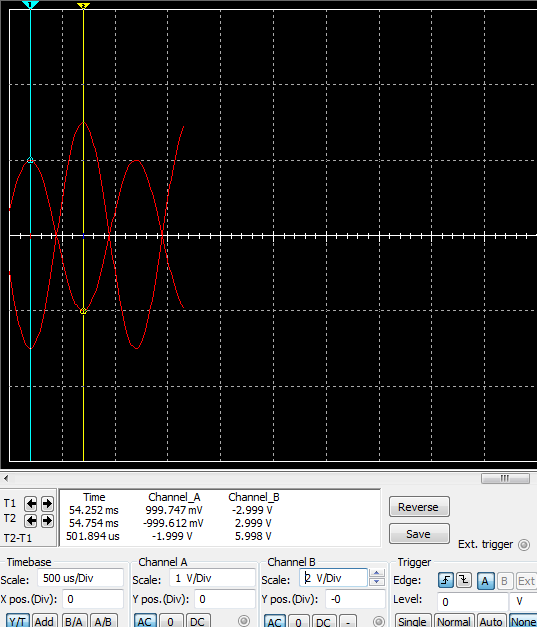 1 2
Time Channel_A Channel_B
T1 54.252 ms 999.747 mV -2.999 V
T2 54.754 ms -999.612 mV 2.999 V
T2-T1 501.894 us -1.999 V 5.998 V
Reverse
Save
Ext. trigger
Timebase Channel A Channel B Trigger
Scale: 500 us/Div Scale: 1 V/Div Scale: 2 V/Div Edge: A B Ext
X pos.(Div): 0 Y pos.(Div): 0 Y pos.(Div): -0 Level: 0 V
Y/T Add B/A A/B AC 0 DC AC 0 DC - Single Normal Auto None